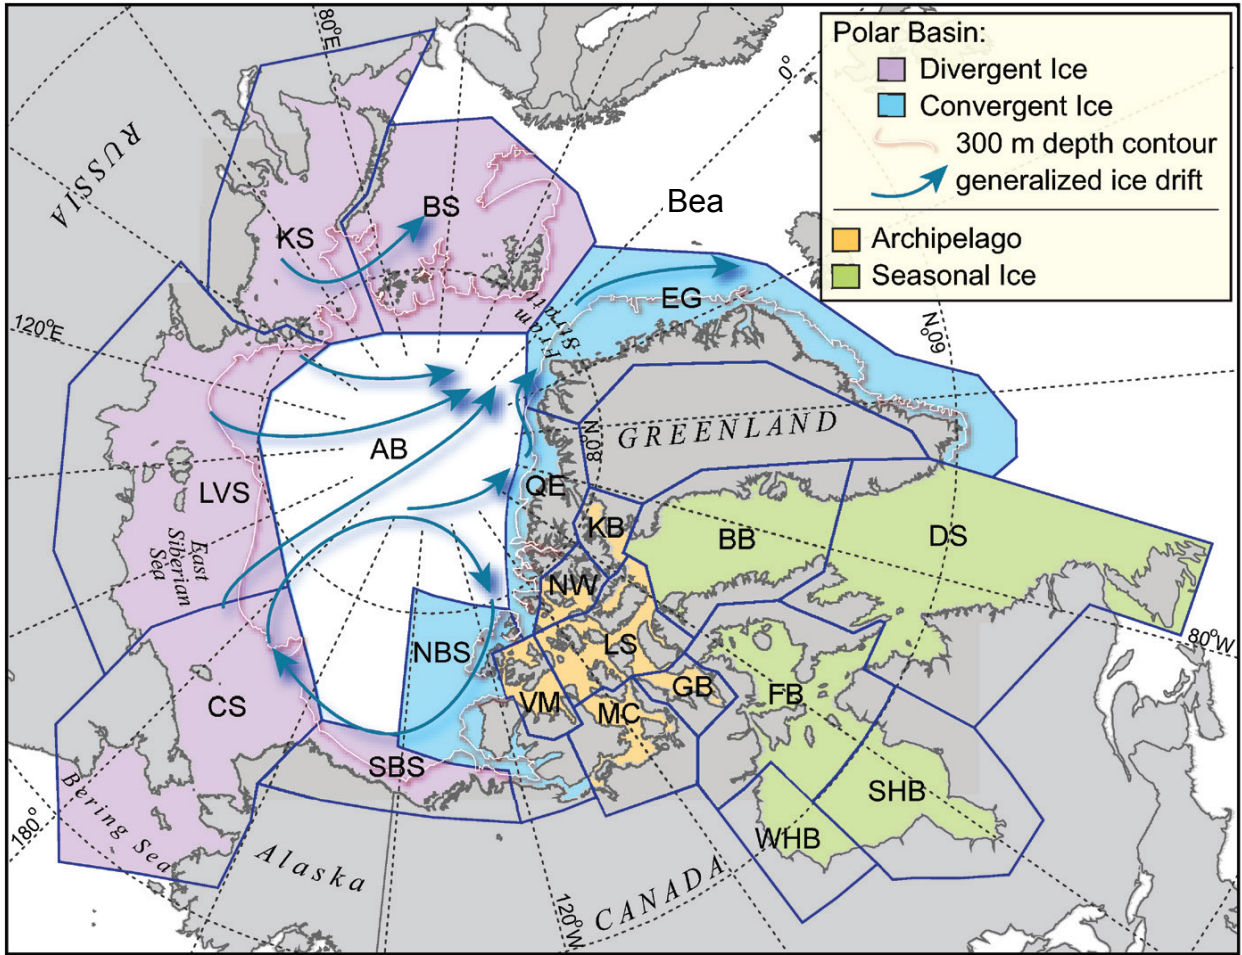 80°E
0°
Polar Basin:
Divergent Ice
Convergent Ice
300 m depth contour
generalized ice drift
Archipelago
Seasonal Ice
RUSSIA
Bea
BS
KS
EG
Fram
Strait
120°E
60°N
AB
GREENLAND
80°N
LVS
QE
KB
BB
DS
East
Siberian
Sea
NW
80°W
NBS
LS
GB
FB
CS
VM
MC
SBS
SHB
Bering Sea
180°
WHB
Alaska
CANADA
120°W